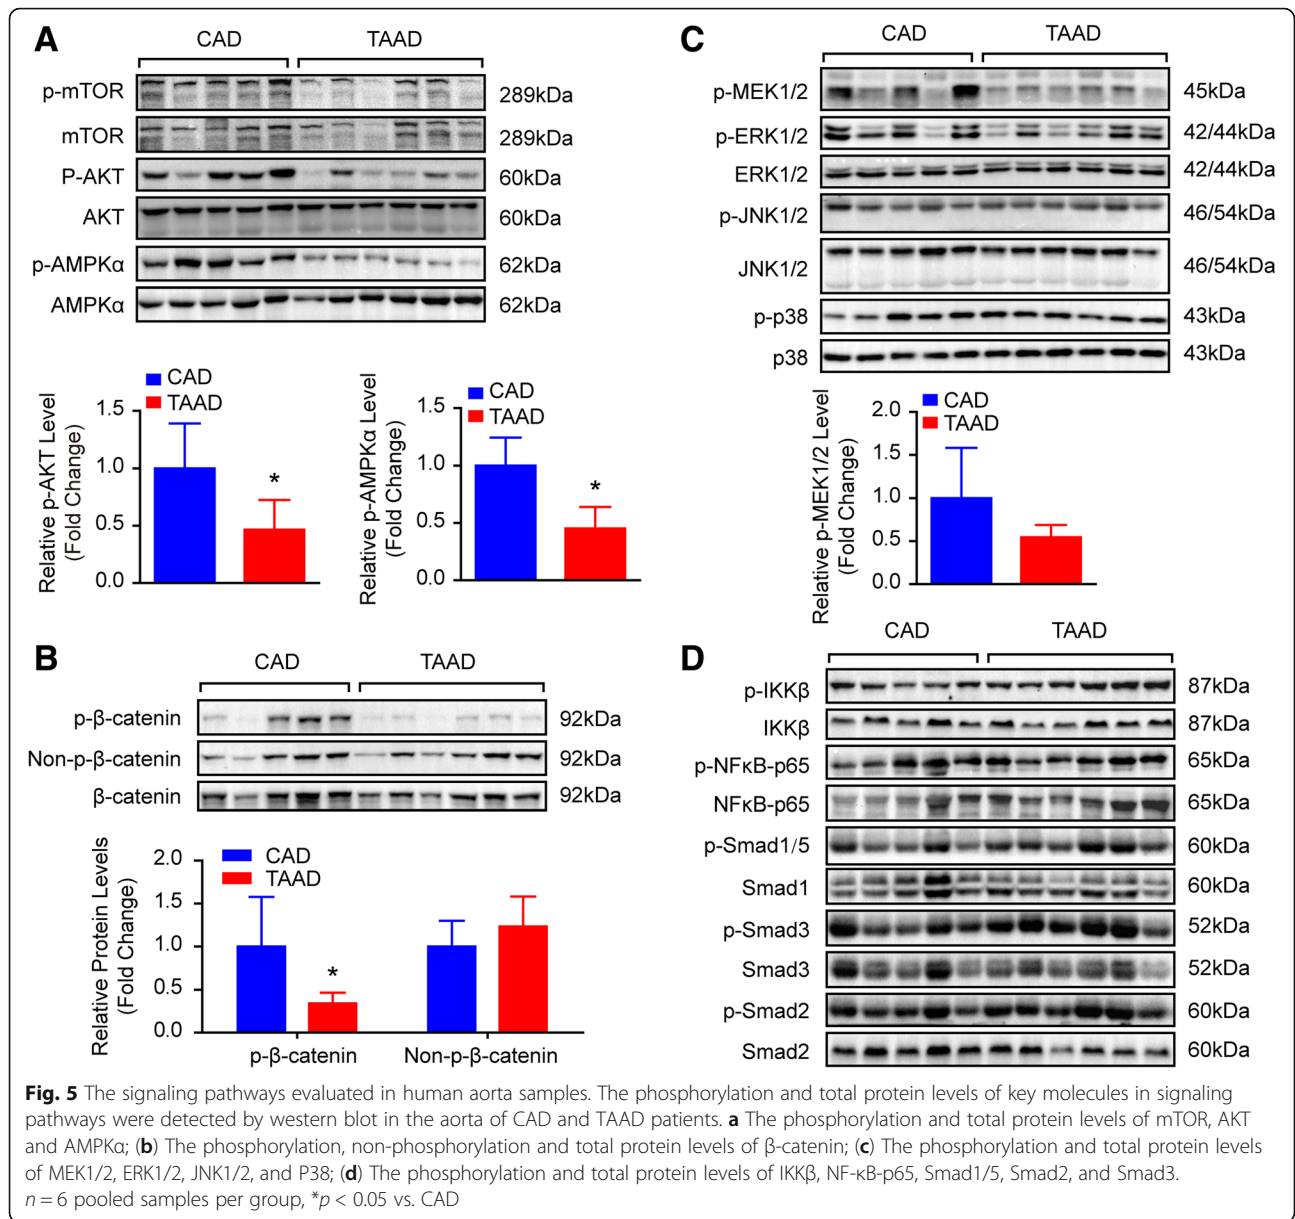 A
CAD TAAD
p-mTOR 289kDa
mTOR 289kDa
P-AKT 60kDa
AKT 60kDa
p-AMPKα 62kDa
AMPKα 62kDa
Relative p-AKT Level
(Fold Change)
CAD
TAAD
1.5
1.0
0.5
0.0
*
Relative p-AMPKα Level
(Fold Change)
CAD
TAAD
1.5
1.0
0.5
0.0
*
B
CAD TAAD
p-β-catenin 92kDa
Non-p-β-catenin 92kDa
β-catenin 92kDa
Relative Protein Levels
(Fold Change)
CAD
TAAD
2.0
1.5
1.0
0.5
0.0
*
p-β-catenin Non-p-β-catenin
C
CAD TAAD
p-MEK1/2 45kDa
p-ERK1/2 42/44kDa
ERK1/2 42/44kDa
p-JNK1/2 46/54kDa
JNK1/2 46/54kDa
p-p38 43kDa
p38 43kDa
Relative p-MEK1/2 Level
(Fold Change)
CAD
TAAD
2.0
1.5
1.0
0.5
0.0
D
CAD TAAD
p-IKKβ 87kDa
IKKβ 87kDa
p-NFκB-p65 65kDa
NFκB-p65 65kDa
p-Smad1/5 60kDa
Smad1 60kDa
p-Smad3 52kDa
Smad3 52kDa
p-Smad2 60kDa
Smad2 60kDa
Fig. 5 The signaling pathways evaluated in human aorta samples. The phosphorylation and total protein levels of key molecules in signaling
pathways were detected by western blot in the aorta of CAD and TAAD patients. a The phosphorylation and total protein levels of mTOR, AKT
and AMPKα; (b) The phosphorylation, non-phosphorylation and total protein levels of β-catenin; (c) The phosphorylation and total protein levels
of MEK1/2, ERK1/2, JNK1/2, and P38; (d) The phosphorylation and total protein levels of IKKβ, NF-κB-p65, Smad1/5, Smad2, and Smad3.
n = 6 pooled samples per group, *p < 0.05 vs. CAD